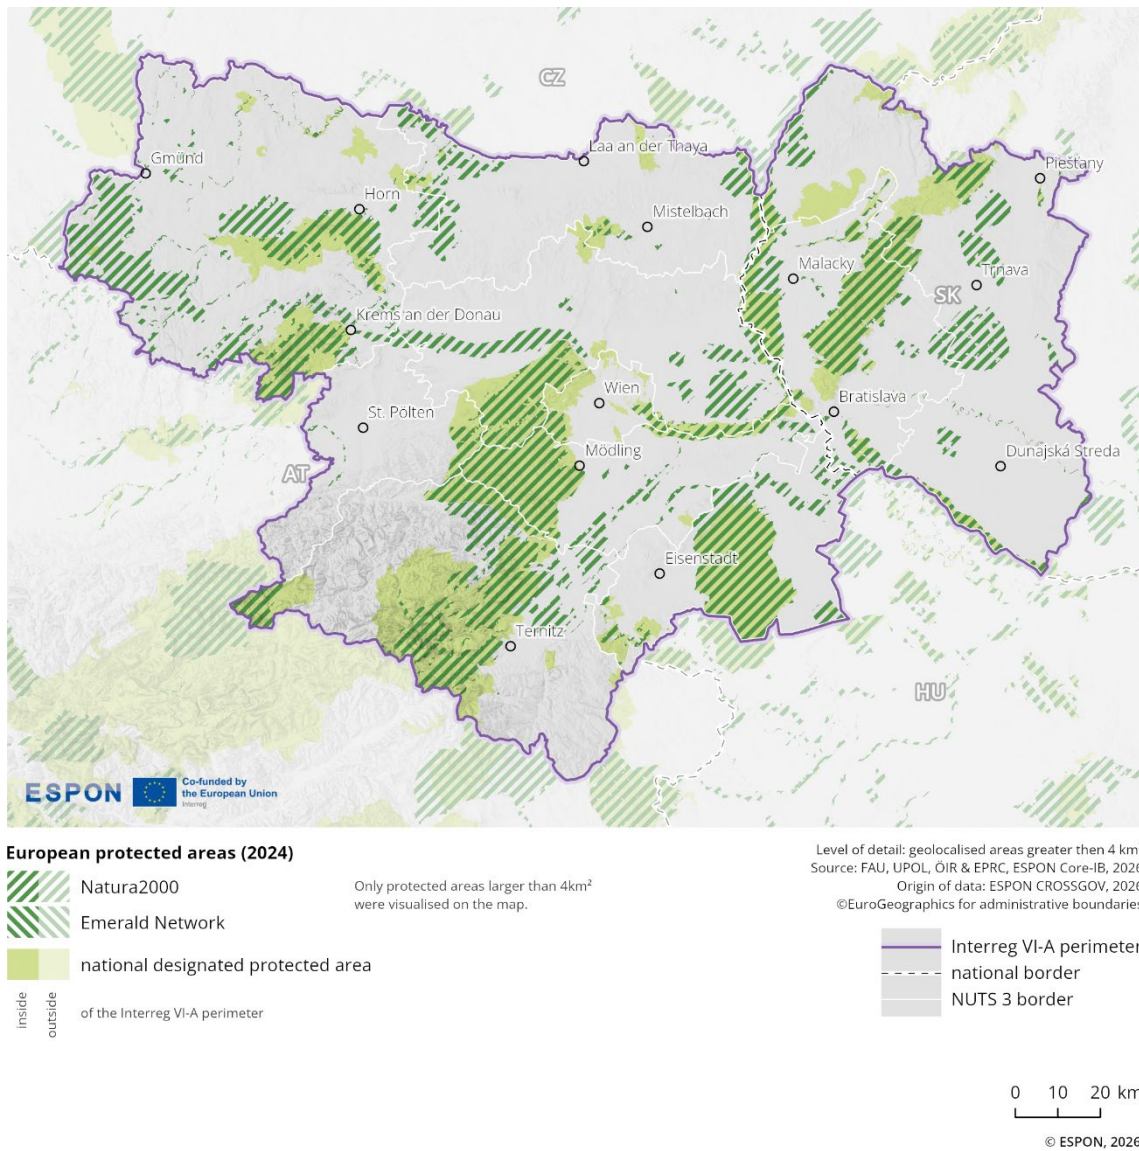 CZ
Laa an der Thaya
Gmünd
Piešťany
Horn
Mistelbach
Malacky
Trnava
SK
Krems an der Donau
Wien
Bratislava
St. Pölten
Mödling
Dunajská Streda
AT
Eisenstadt
Ternitz
HU
ESPON
Co-funded by
the European Union
Interreg
European protected areas (2024)
Natura2000
Emerald Network
national designated protected area
inside
outside
of the Interreg VI-A perimeter
Only protected areas larger than 4km²
were visualised on the map.
Level of detail: geolocalised areas greater then 4 km
Source: FAU, UPOL, ÖIR & EPRC, ESPON Core-IB, 2026
Origin of data: ESPON CROSSGOV, 2026
©EuroGeographics for administrative boundaries
Interreg VI-A perimeter
national border
NUTS 3 border
0 10 20 km
© ESPON, 2026